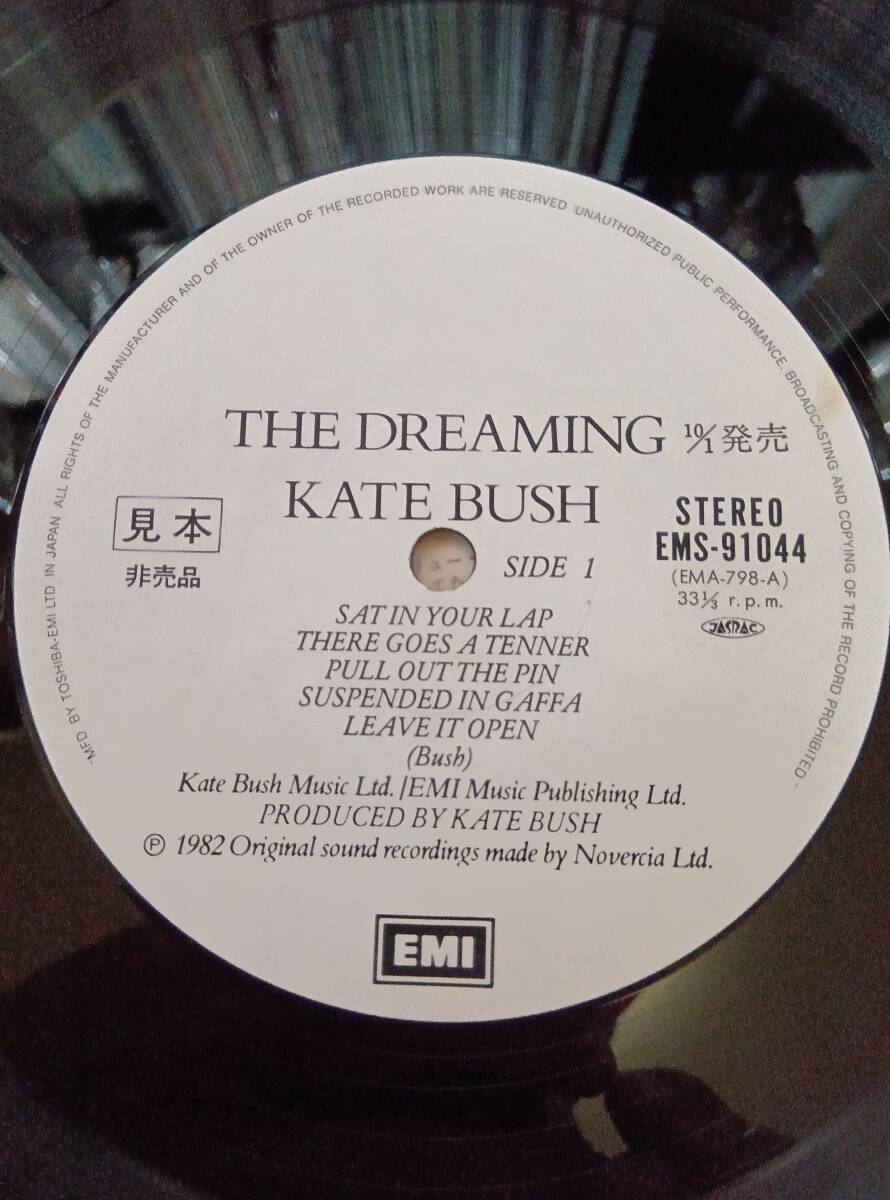 "MFD BY TOSHIBA-EMI LTD IN JAPAN ALL RIGHTS OF THE MANUFACTURER AND OF THE OWNER OF THE RECORDED WORK ARE RESERVED UNAUTHORIZED PUBLIC PERFORMANCE. BROADCASTING AND COPYING OF THE RECORD PROHIBITED"
THE DREAMING 10/1発売
KATE BUSH
見本
非売品
STEREO
EMS-91044
(EMA-798-A)
33⅓ r.p.m.
JASRAC
SIDE 1
SAT IN YOUR LAP
THERE GOES A TENNER
PULL OUT THE PIN
SUSPENDED IN GAFFA
LEAVE IT OPEN
(Bush)
Kate Bush Music Ltd./EMI Music Publishing Ltd.
PRODUCED BY KATE BUSH
℗ 1982 Original sound recordings made by Novercia Ltd.
EMI